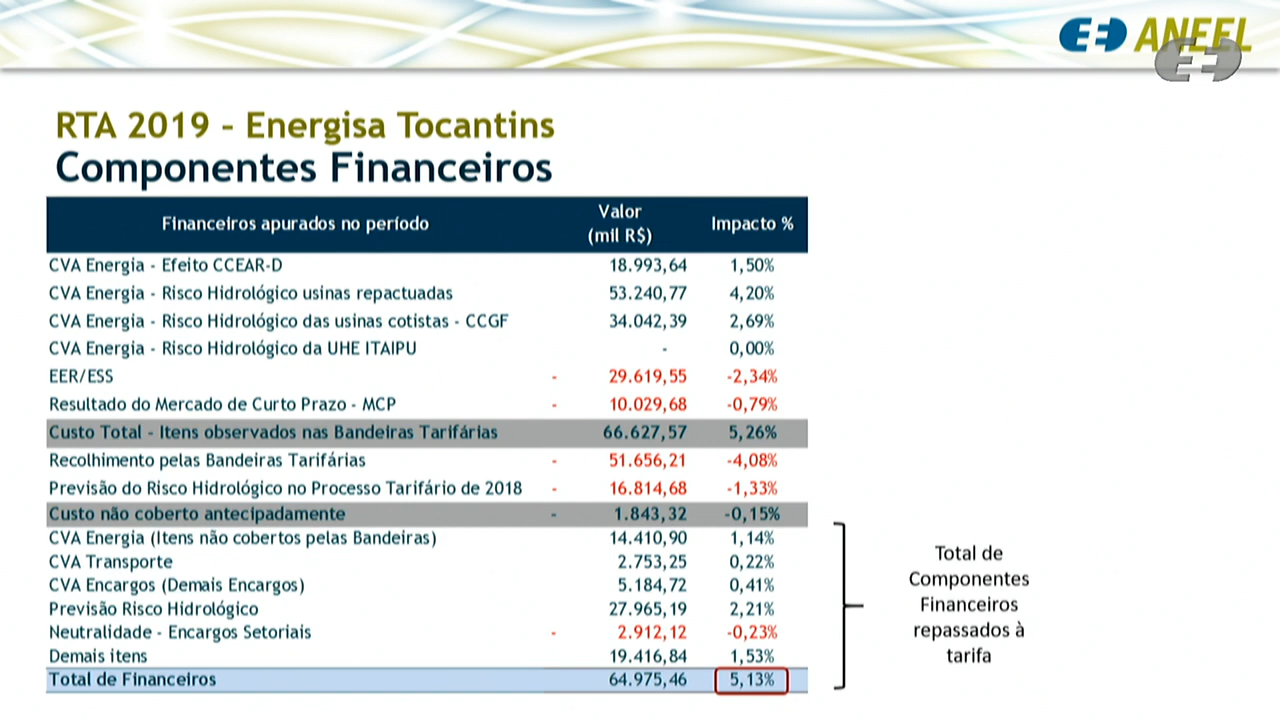 ANEEL
RTA 2019 – Energisa Tocantins
Componentes Financeiros
Financeiros apurados no período Valor (mil R$) Impacto %
CVA Energia - Efeito CCEAR-D 18.993,64 1,50%
CVA Energia - Risco Hidrológico usinas repactuadas 53.240,77 4,20%
CVA Energia - Risco Hidrológico das usinas cotistas - CCGF 34.042,39 2,69%
CVA Energia - Risco Hidrológico da UHE ITAIPU - 0,00%
EER/ESS - 29.619,55 -2,34%
Resultado do Mercado de Curto Prazo - MCP - 10.029,68 -0,79%
Custo Total - Itens observados nas Bandeiras Tarifárias 66.627,57 5,26%
Recolhimento pelas Bandeiras Tarifárias - 51.656,21 -4,08%
Previsão do Risco Hidrológico no Processo Tarifário de 2018 - 16.814,68 -1,33%
Custo não coberto antecipadamente - 1.843,32 -0,15%
CVA Energia (Itens não cobertos pelas Bandeiras) 14.410,90 1,14%
CVA Transporte 2.753,25 0,22%
CVA Encargos (Demais Encargos) 5.184,72 0,41%
Previsão Risco Hidrológico 27.965,19 2,21%
Neutralidade - Encargos Setoriais - 2.912,12 -0,23%
Demais itens 19.416,84 1,53%
Total de Financeiros 64.975,46 5,13%
Total de
Componentes
Financeiros
repassados à
tarifa